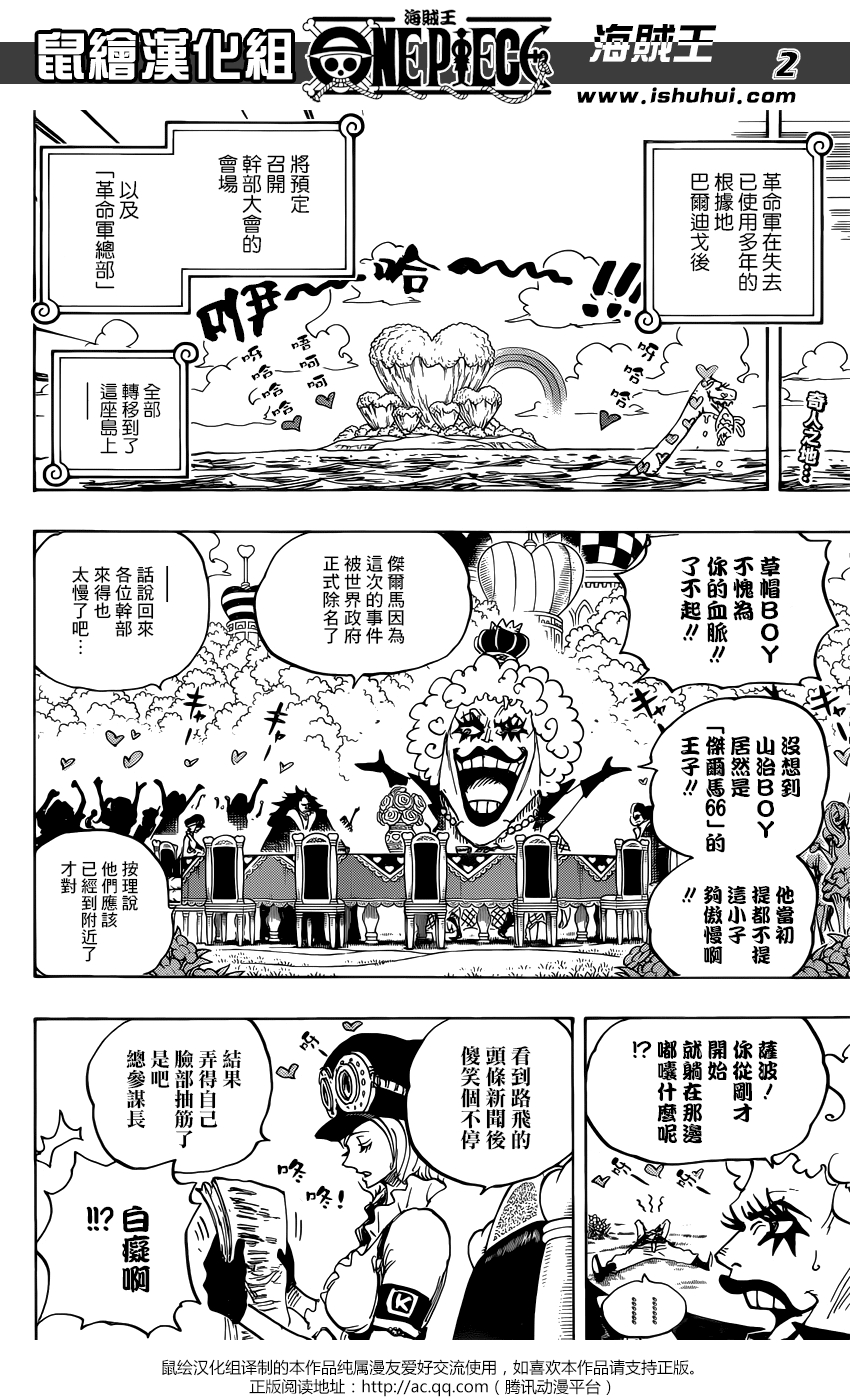 鼠繪漢化組
海賊王
ONE PIECE
海賊王
2
www.ishuhui.com
革命軍在失去
已使用多年的
根據地
巴爾迪戈後
將預定
召開
幹部大會的
會場
以及
「革命軍總部」
全部
轉移到了
這座島上
——
奇人之地…
咿～哈～!!!
呀
哈
哈
哈
唔
呵
呵
呀
哈
哈
草帽BOY
不愧為
你的血脈!!
了不起!!
沒想到
山治BOY
居然是
「傑爾馬66」的
王子!!
他當初
提都不提
這小子
夠傲慢啊
!!
傑爾馬因為
這次的事件
被世界政府
正式除名了
——
話說回來
各位幹部
來得也
太慢了吧…
按理說
他們應該
已經到附近了
才對
薩波!
你從剛才
開始
就躺在那邊
嘟囔什麼呢
!?
……
……
看到路飛的
頭條新聞後
傻笑個不停
結果
弄得自己
臉部抽筋了
是吧
總參謀長
呀!
咚
咚!
K
白癡啊
!!?
鼠绘汉化组译制的本作品纯属漫友爱好交流使用，如喜欢本作品请支持正版。
正版阅读地址：http://ac.qq.com（腾讯动漫平台）